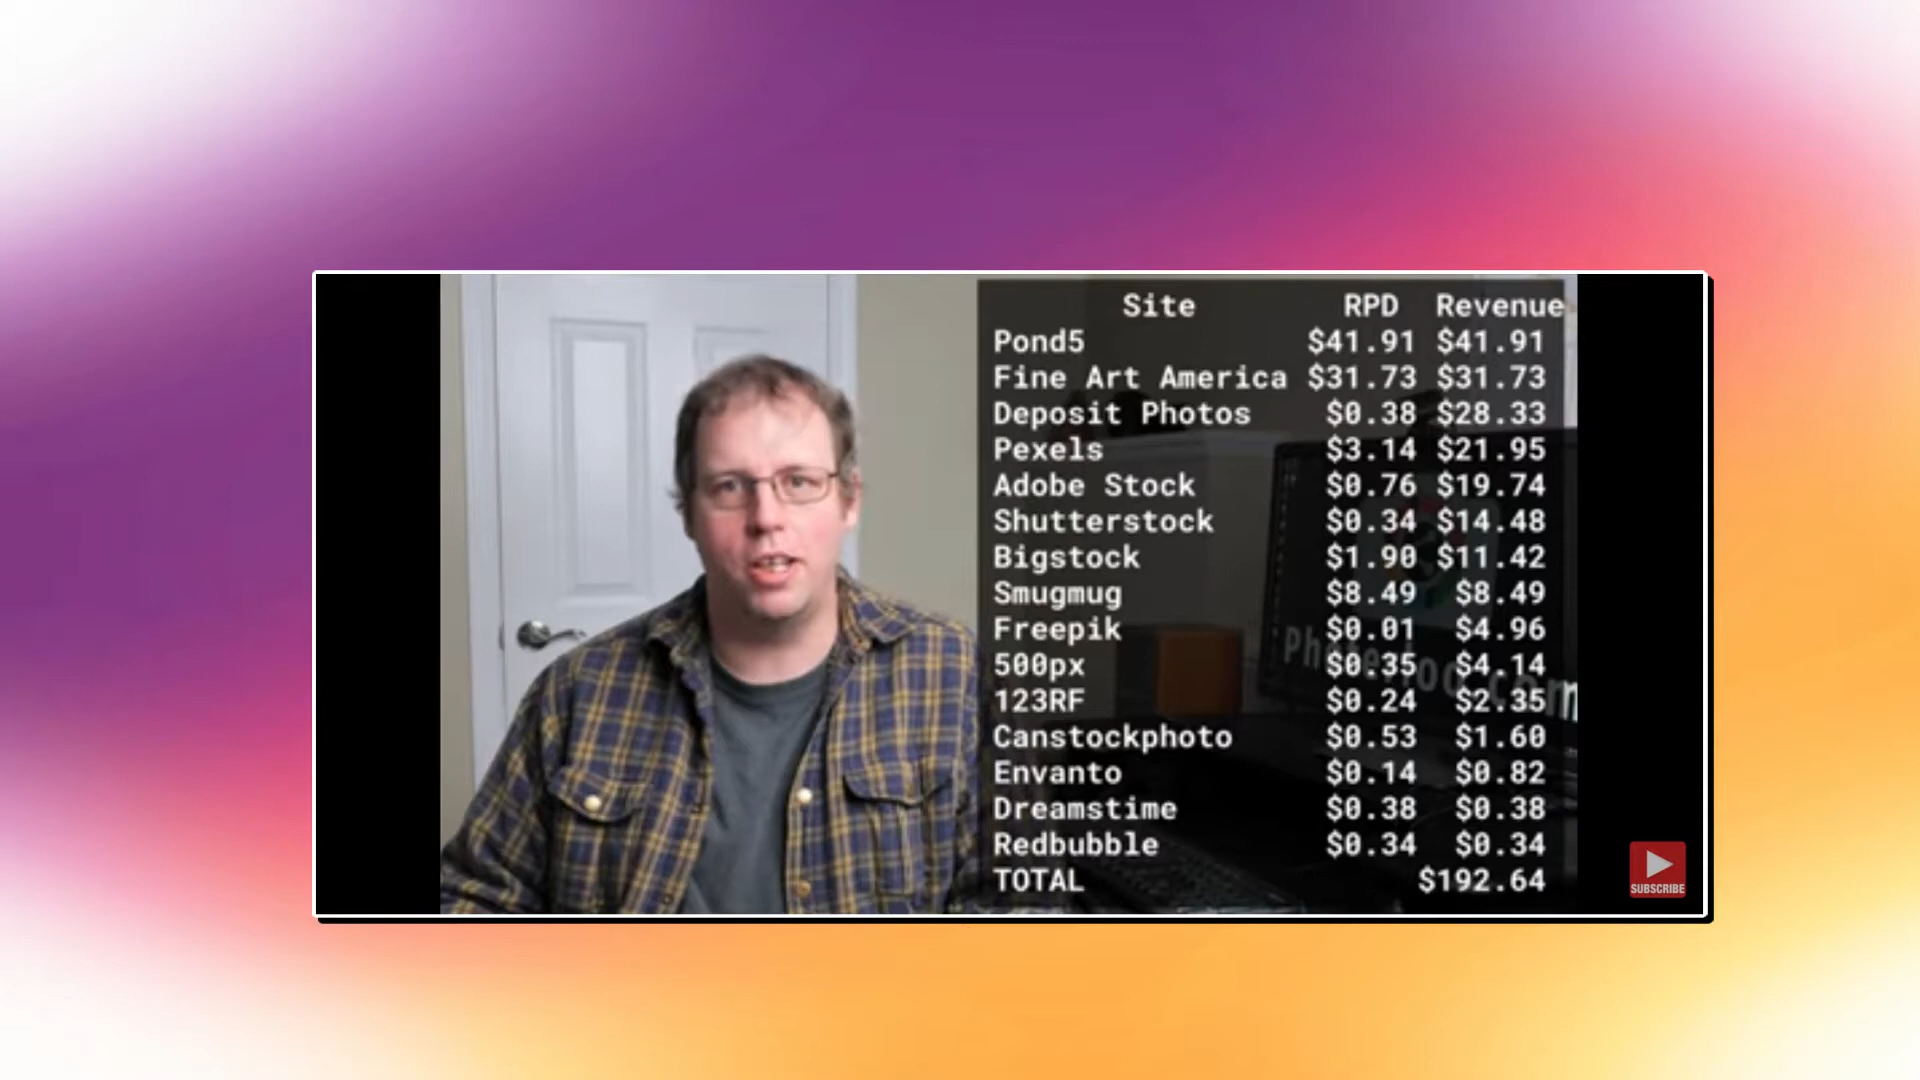 Site RPD Revenue
Pond5 $41.91 $41.91
Fine Art America $31.73 $31.73
Deposit Photos $0.38 $28.33
Pexels $3.14 $21.95
Adobe Stock $0.76 $19.74
Shutterstock $0.34 $14.48
Bigstock $1.90 $11.42
Smugmug $8.49 $8.49
Freepik $0.01 $4.96
500px $0.35 $4.14
123RF $0.24 $2.35
Canstockphoto $0.53 $1.60
Envanto $0.14 $0.82
Dreamstime $0.38 $0.38
Redbubble $0.34 $0.34
TOTAL $192.64
SUBSCRIBE